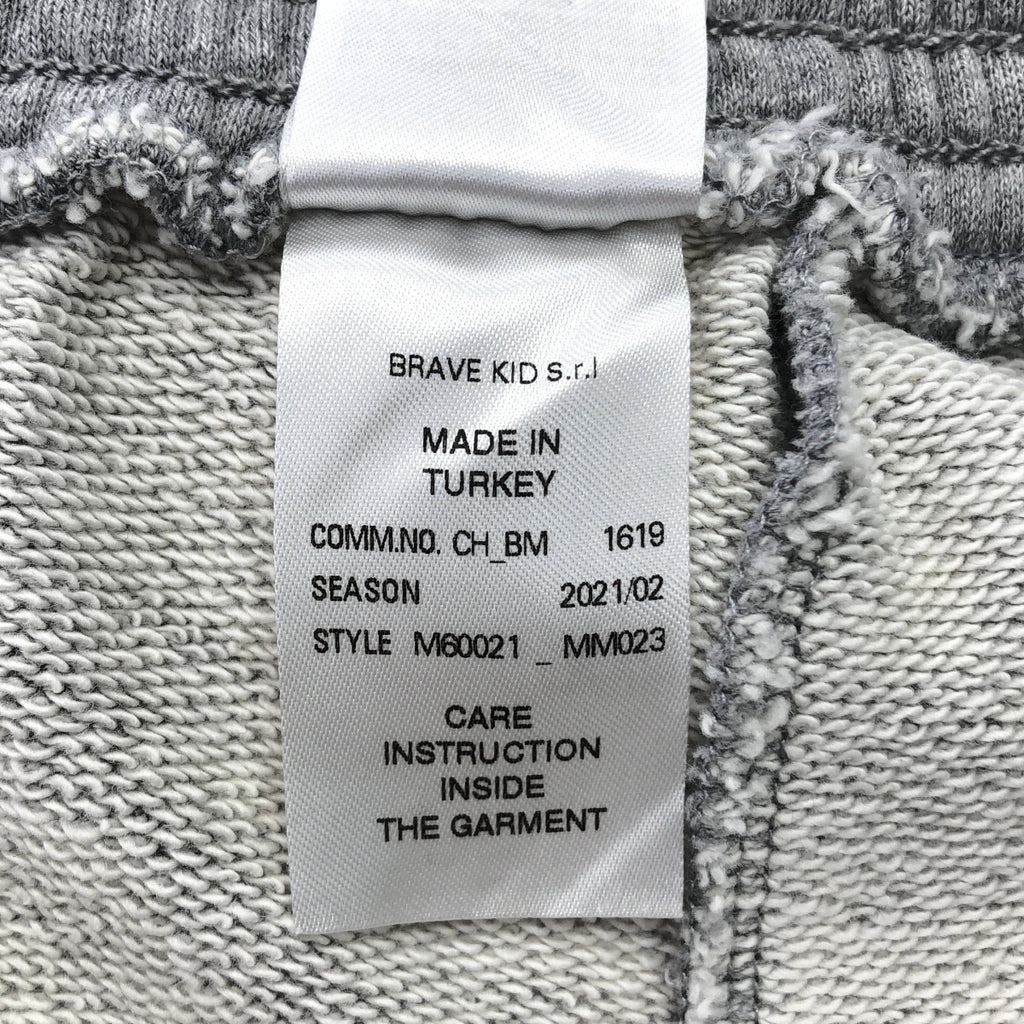 BRAVE KID s.r.l
MADE IN
TURKEY
COMM.NO. CH_BM 1619
SEASON 2021/02
STYLE M60021 _ MM023
CARE
INSTRUCTION
INSIDE
THE GARMENT